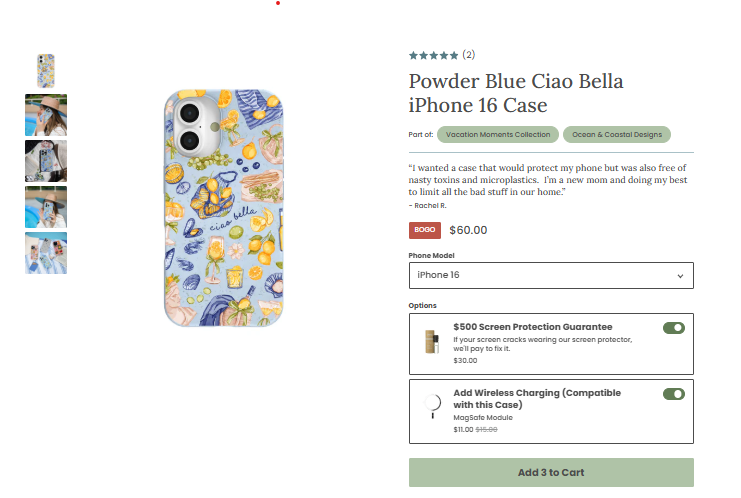 (2)
Powder Blue Ciao Bella
iPhone 16 Case
Part of:
Vacation Moments Collection
Ocean & Coastal Designs
“I wanted a case that would protect my phone but was also free of
nasty toxins and microplastics.  I’m a new mom and doing my best
to limit all the bad stuff in our home.”
- Rachel R.
BOGO $60.00
Phone Model
iPhone 16
Options
$500 Screen Protection Guarantee
If your screen cracks wearing our screen protector,
we'll pay to fix it.
$30.00
Add Wireless Charging (Compatible
with this Case)
MagSafe Module
$11.00 $15.00
Add 3 to Cart
ciao bella